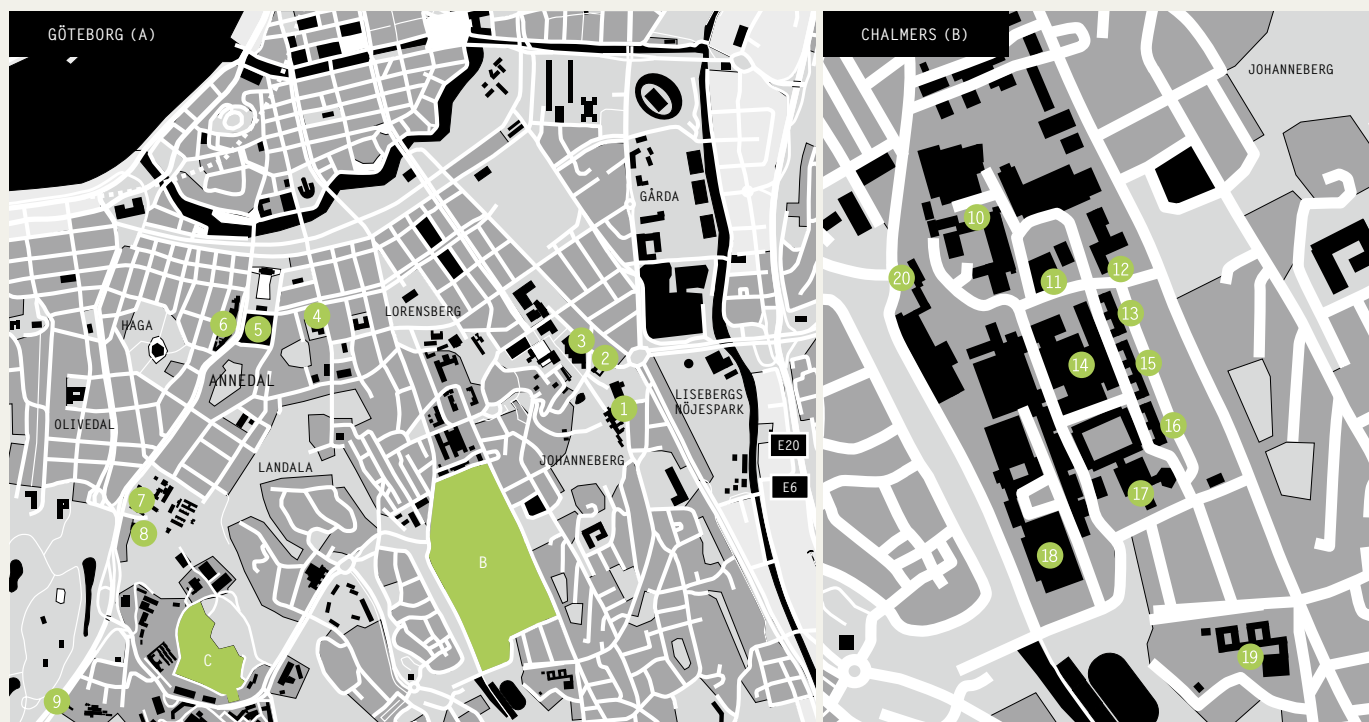 GÖTEBORG (A)
GÅRDA
LORENSBERG
HAGA
6
5
4
3
2
ANNEDAL
1
LISEBERGS
NÖJESPARK
OLIVEDAL
E20
LANDALA
JOHANNEBERG
E6
7
8
B
C
9
CHALMERS (B)
JOHANNEBERG
10
20
11
12
13
14
15
16
17
18
19